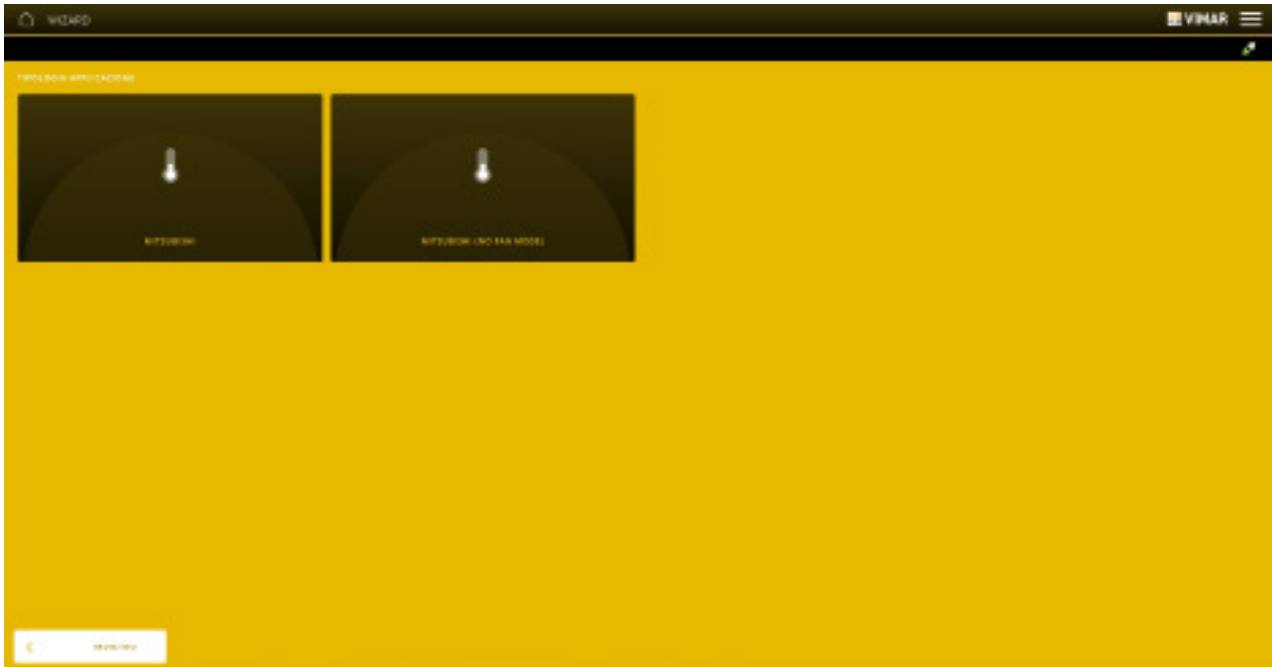 WIZARD
VIMAR
TIPOLOGIA APPLICAZIONE
MITSUBISHI
MITSUBISHI (NO FAN MODE)